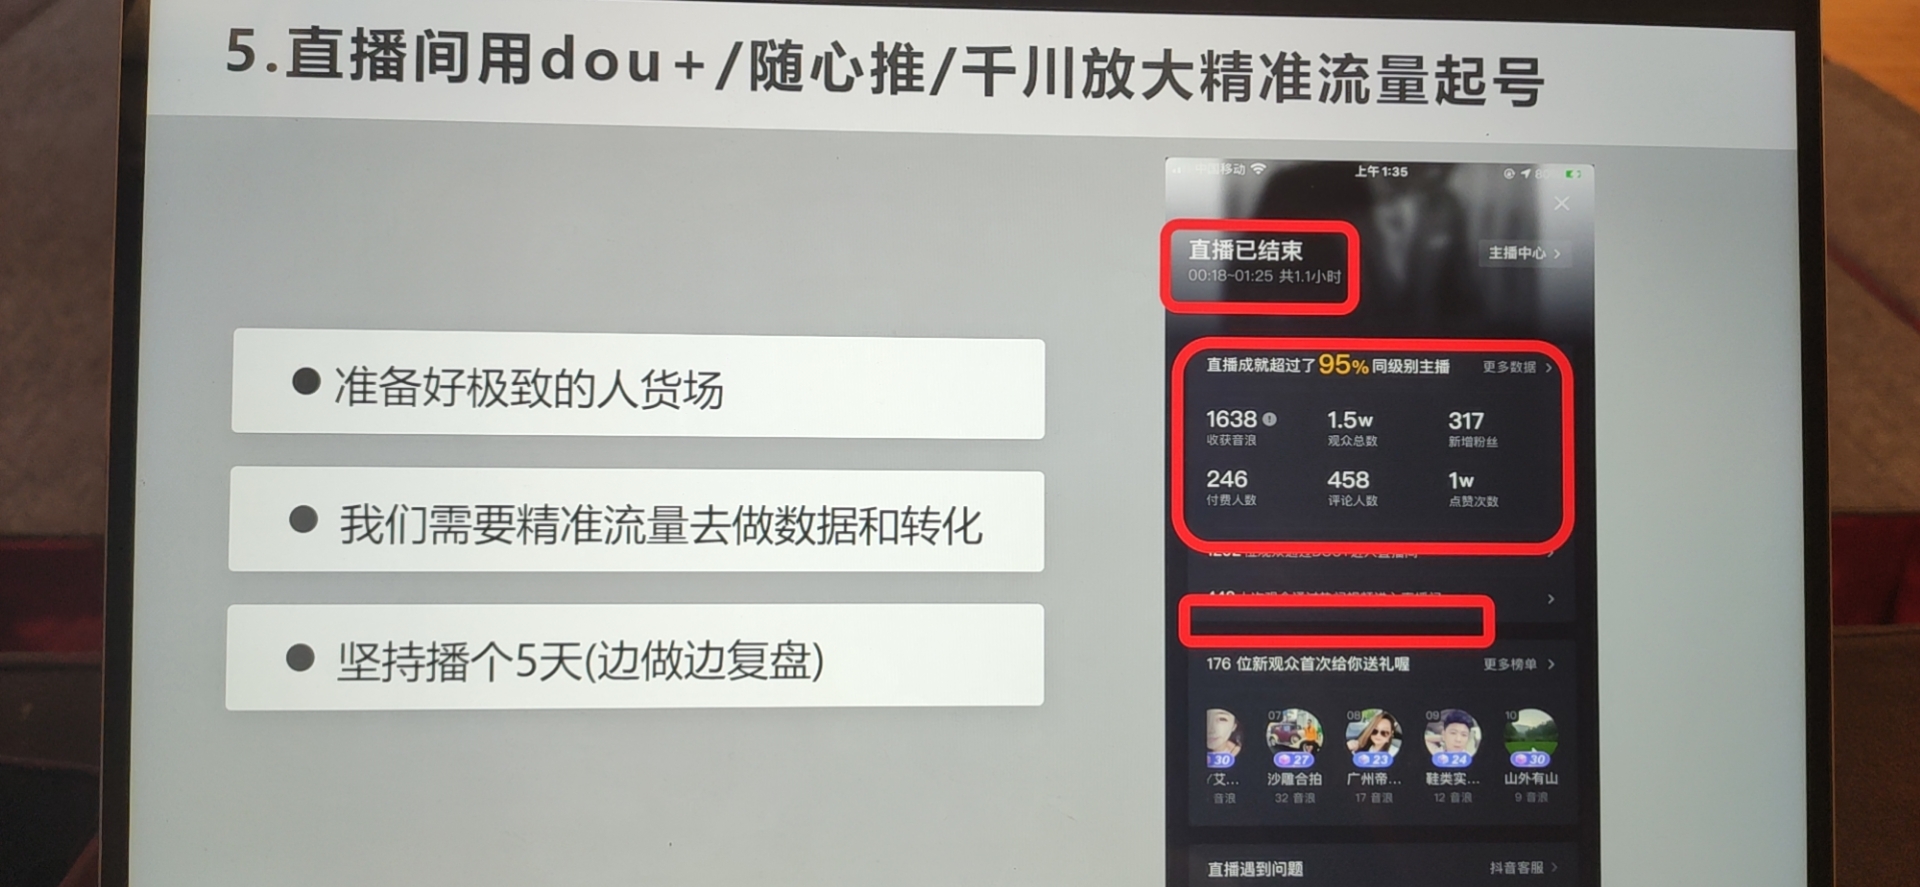 5.直播间用dou+/随心推/千川放大精准流量起号
● 准备好极致的人货场
● 我们需要精准流量去做数据和转化
● 坚持播个5天(边做边复盘)
中国移动 上午1:35 80
直播已结束
主播中心 >
00:18~01:25 共1.1小时
直播成就超过了95%同级别主播 更多数据 >
1638 1.5w 317
收获音浪 观众总数 新增粉丝
246 458 1w
付费人数 评论人数 点赞次数
176 位新观众首次给你送礼喔 更多榜单 >
07 08 09 10
30 27 23 24 30
艾... 沙雕合拍 广州帝... 鞋类实... 山外有山
音浪 32 音浪 17 音浪 12 音浪 9 音浪
直播遇到问题 抖音客服 >